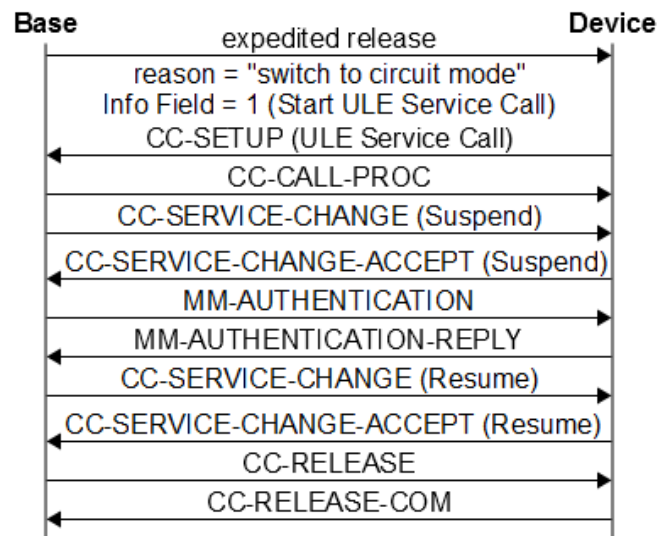 Base Device
expedited release
reason = "switch to circuit mode"
Info Field = 1 (Start ULE Service Call)
CC-SETUP (ULE Service Call)
CC-CALL-PROC
CC-SERVICE-CHANGE (Suspend)
CC-SERVICE-CHANGE-ACCEPT (Suspend)
MM-AUTHENTICATION
MM-AUTHENTICATION-REPLY
CC-SERVICE-CHANGE (Resume)
CC-SERVICE-CHANGE-ACCEPT (Resume)
CC-RELEASE
CC-RELEASE-COM